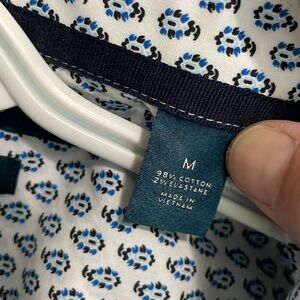 M
98% COTTON
2% ELASTANE
MADE IN
VIETNAM